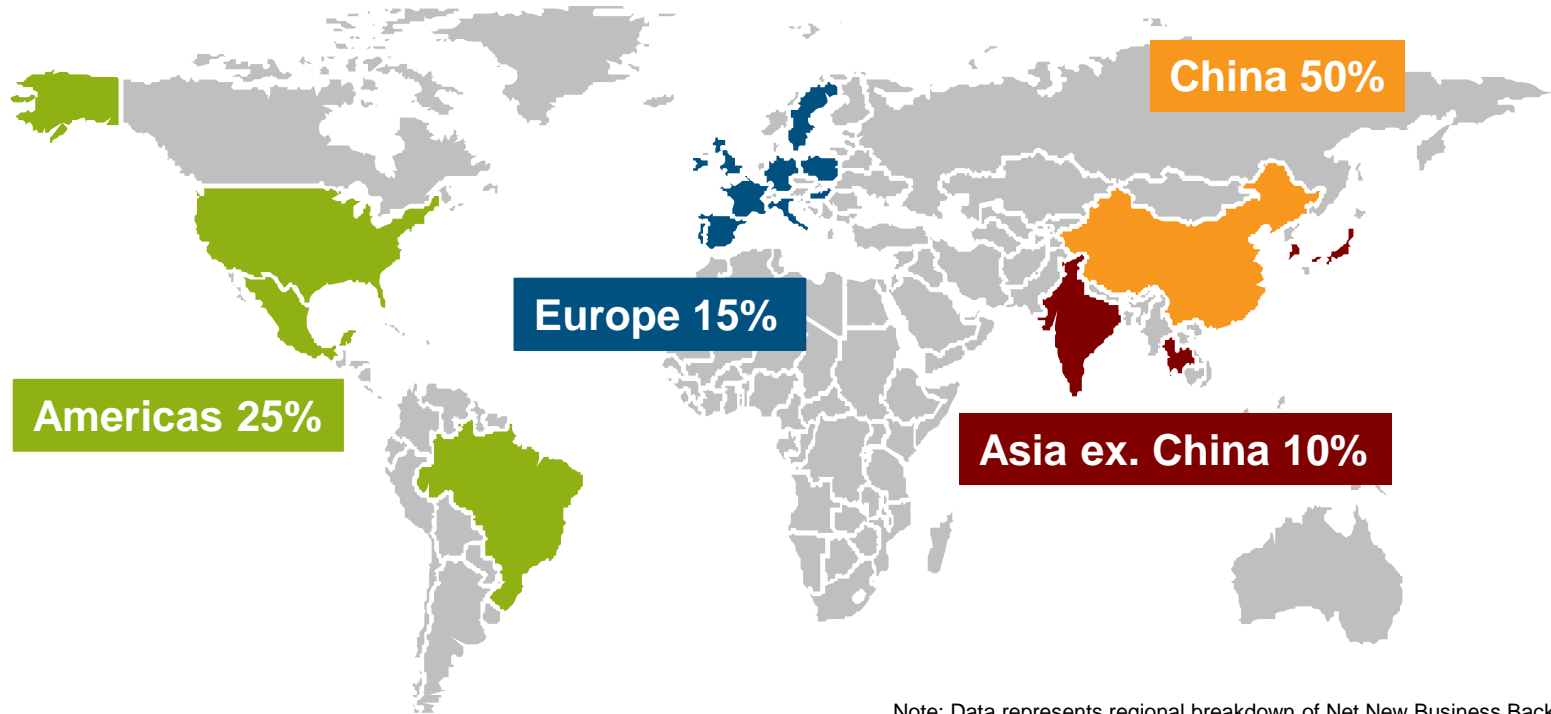 China 50%
Europe 15%
Americas 25%
Asia ex. China 10%
Note: Data represents regional breakdown of Net New Business Back